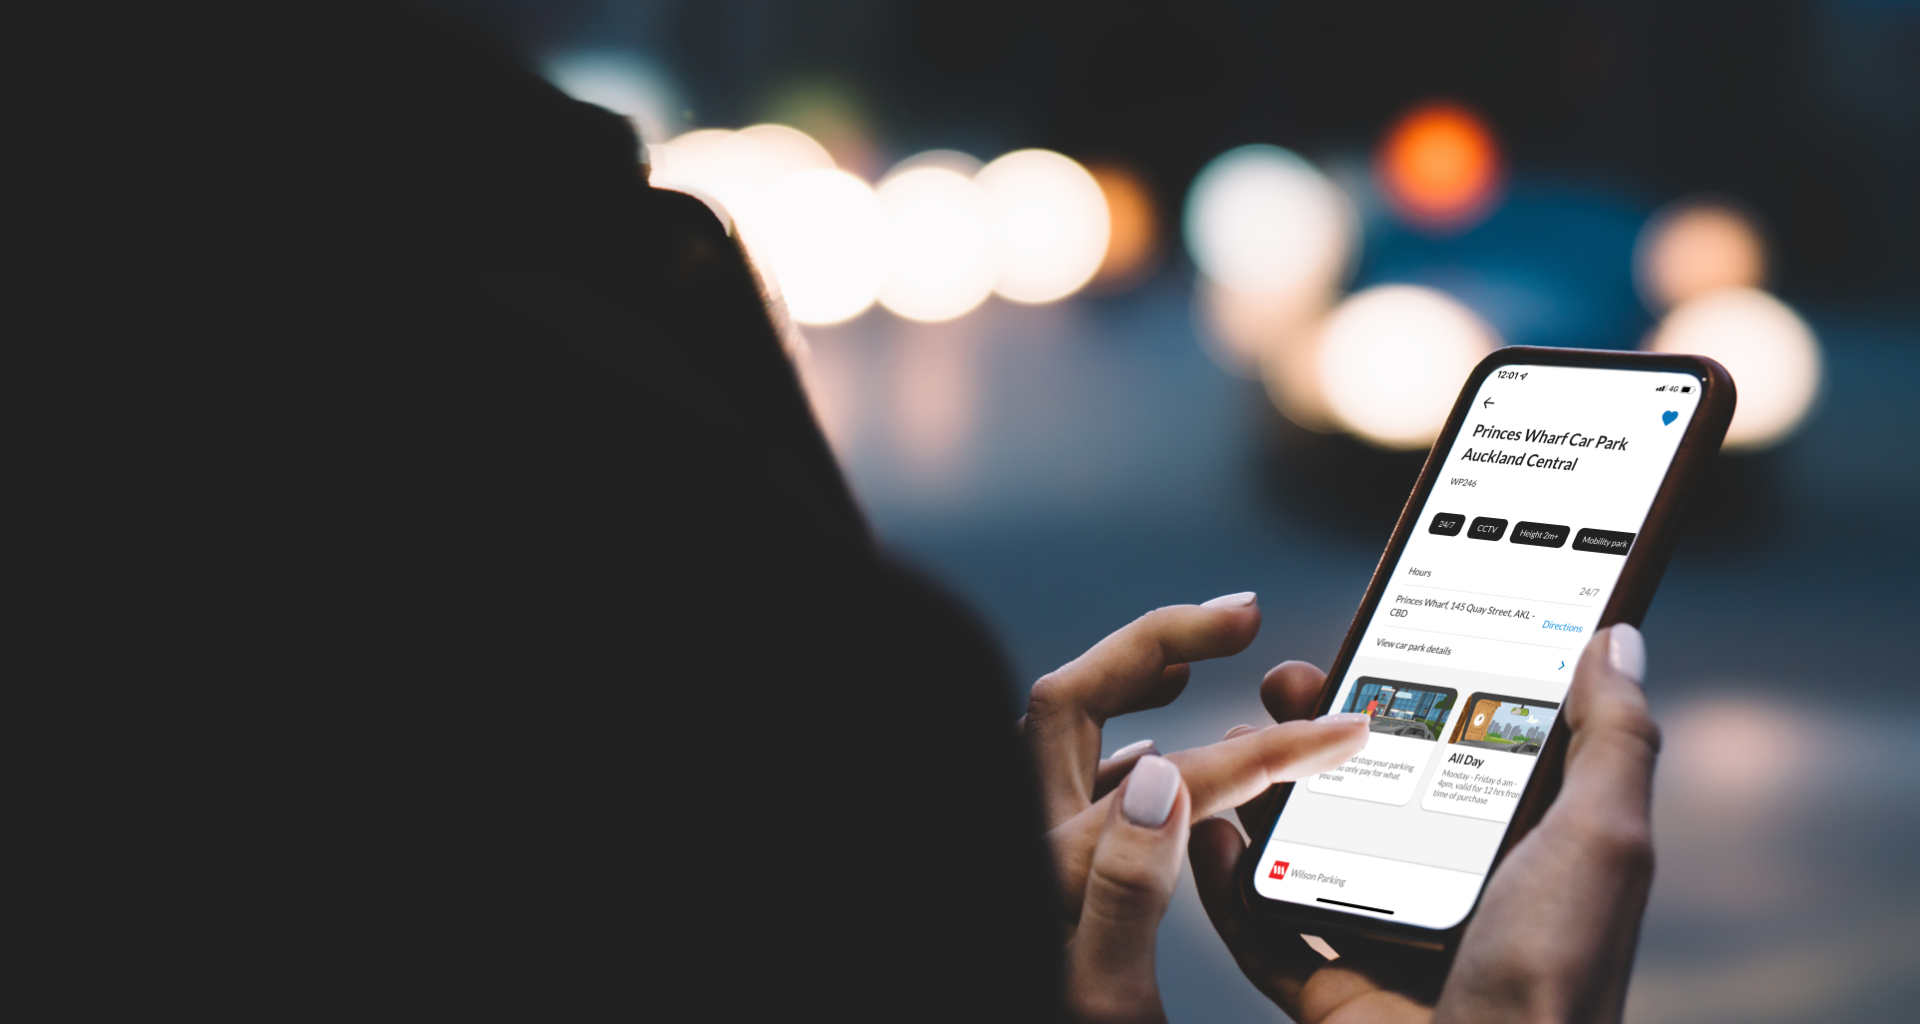 12:01
4G
Princes Wharf Car Park
Auckland Central
WP246
24/7 CCTV Height 2m+ Mobility park
Hours 24/7
Princes Wharf, 145 Quay Street, AKL -
CBD
Directions
View car park details
stop your parking
only pay for what
you use
All Day
Monday - Friday 6 am -
4pm, valid for 12 hrs from
time of purchase
Wilson Parking